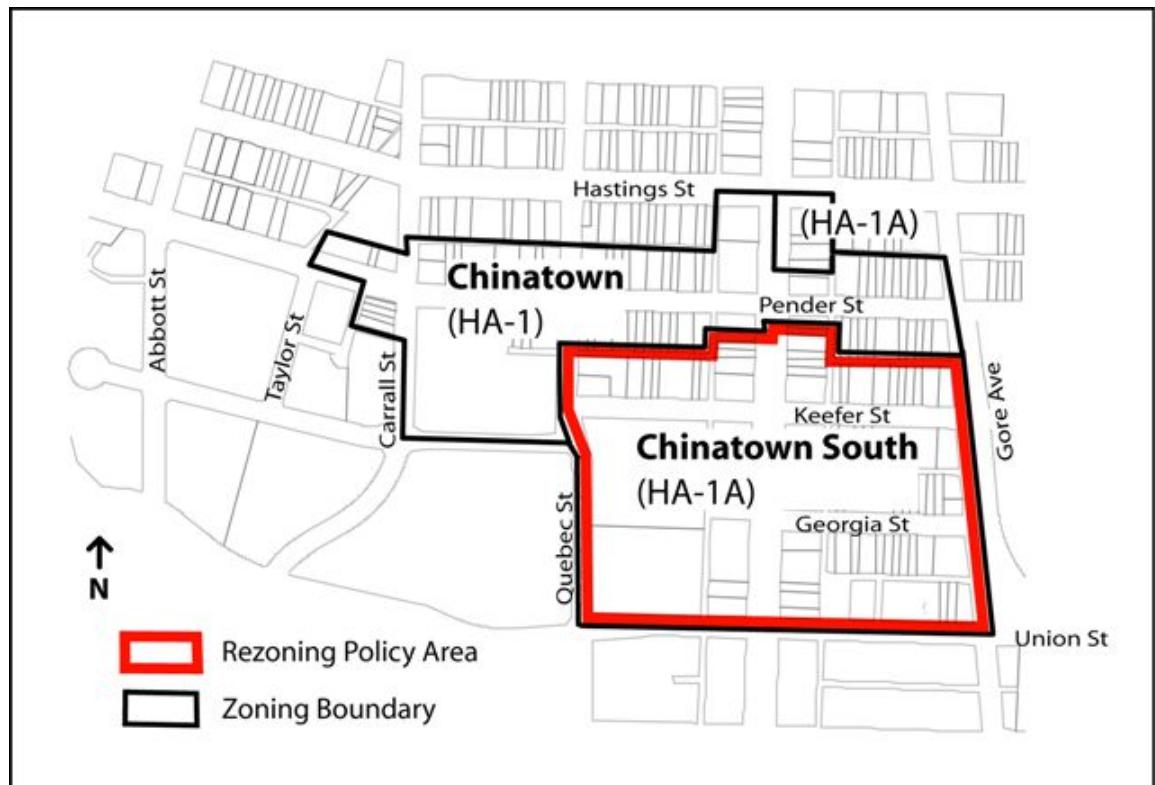 Hastings St
(HA-1A)
Chinatown
(HA-1)
Pender St
Abbott St
Taylor St
Carrall St
Keefer St
Gore Ave
Chinatown South
(HA-1A)
Georgia St
Quebec St
N
Union St
Rezoning Policy Area
Zoning Boundary